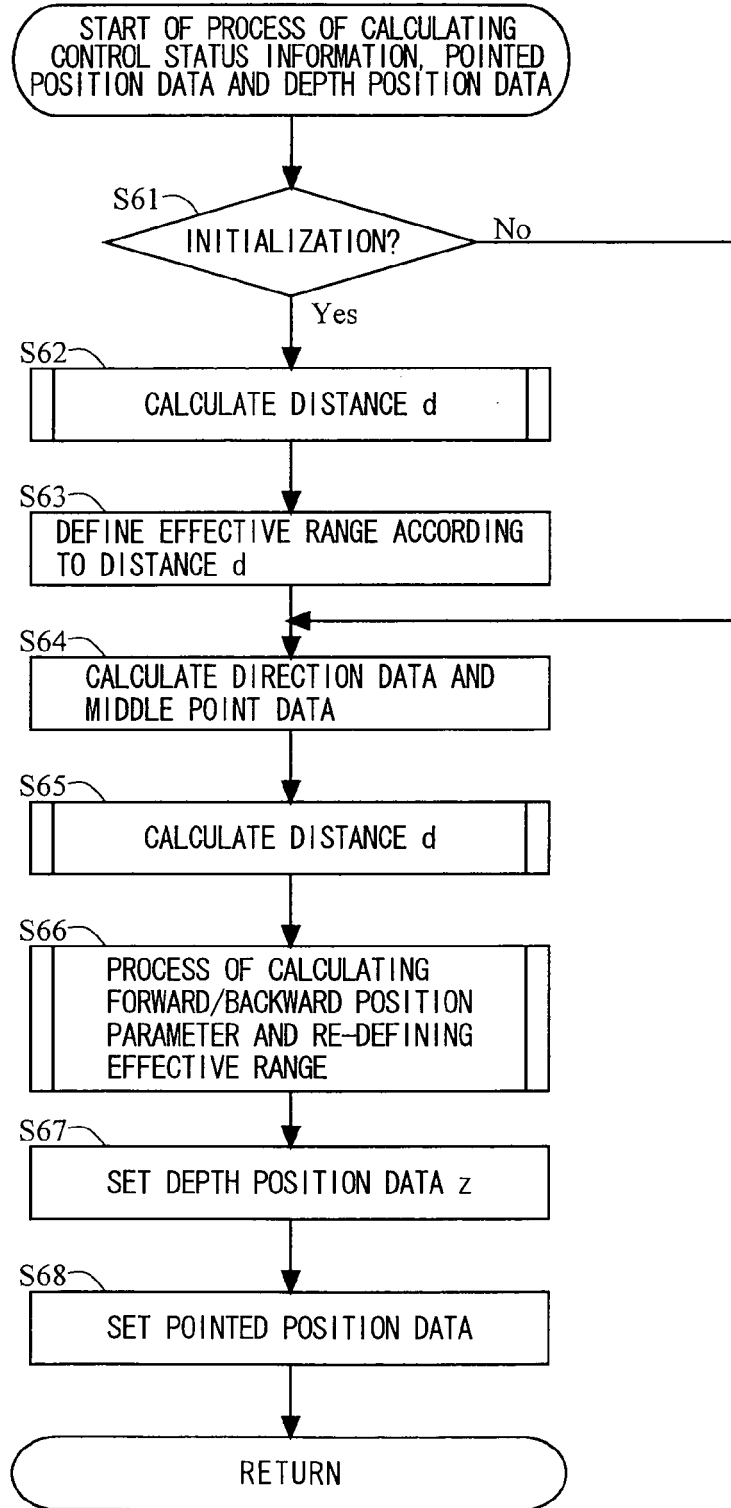 START OF PROCESS OF CALCULATING
CONTROL STATUS INFORMATION, POINTED
POSITION DATA AND DEPTH POSITION DATA
S61
INITIALIZATION?
No
Yes
S62
CALCULATE DISTANCE d
S63
DEFINE EFFECTIVE RANGE ACCORDING
TO DISTANCE d
S64
CALCULATE DIRECTION DATA AND
MIDDLE POINT DATA
S65
CALCULATE DISTANCE d
S66
PROCESS OF CALCULATING
FORWARD/BACKWARD POSITION
PARAMETER AND RE-DEFINING
EFFECTIVE RANGE
S67
SET DEPTH POSITION DATA z
S68
SET POINTED POSITION DATA
RETURN